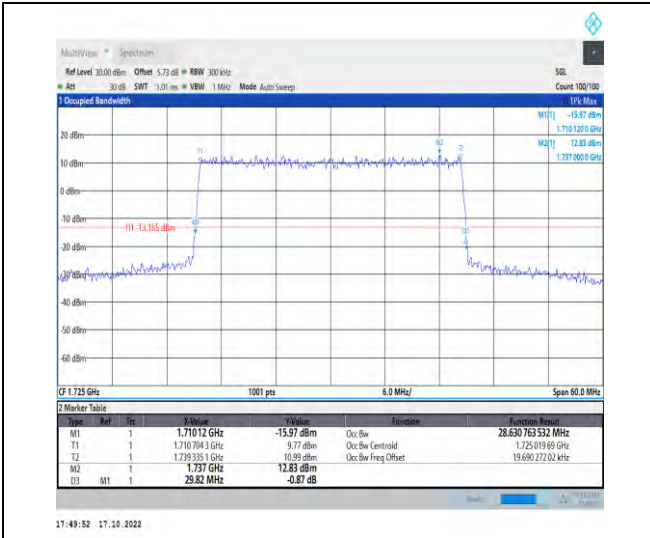 MultiView Spectrum
Ref Level 30.00 dBm Offset 5.73 dB RBW 300 kHz SGL
Att 30 dB SWT 1.01 ms VBW 1 MHz Mode Auto Sweep Count 100/100
1 Occupied Bandwidth 1Pk Max
M1[1] -15.97 dBm
1.710 120 0 GHz
M2[1] 12.83 dBm
1.737 000 0 GHz
20 dBm
10 dBm
0 dBm
-10 dBm
H1 -13.165 dBm
-20 dBm
-30 dBm
-40 dBm
-50 dBm
-60 dBm
T1
M2
CF 1.725 GHz 1001 pts 6.0 MHz/ Span 60.0 MHz
2 Marker Table
Type Ref Trc X-Value Y-Value Function Function Result
M1 1 1.71012 GHz -15.97 dBm Occ Bw 28.630 763 532 MHz
T1 1 1.710 704 3 GHz 9.77 dBm Occ Bw Centroid 1.725 019 69 GHz
T2 1 1.739 335 1 GHz 10.99 dBm Occ Bw Freq Offset 19.690 272 02 kHz
M2 1 1.737 GHz 12.83 dBm
D3 M1 1 29.82 MHz -0.87 dB
17:49:52 17.10.2022